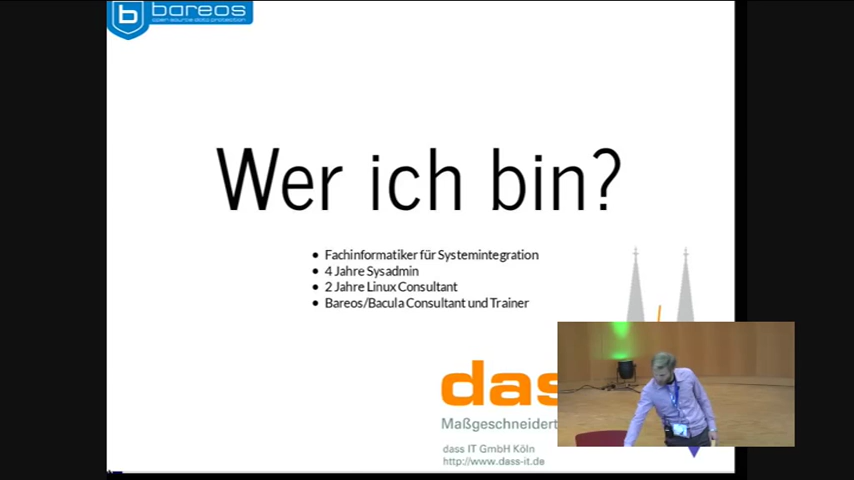 bareos
open source data protection
Wer ich bin?
• Fachinformatiker für Systemintegration
• 4 Jahre Sysadmin
• 2 Jahre Linux Consultant
• Bareos/Bacula Consultant und Trainer
das
Maßgeschneidert
dass IT GmbH Köln
http://www.dass-it.de